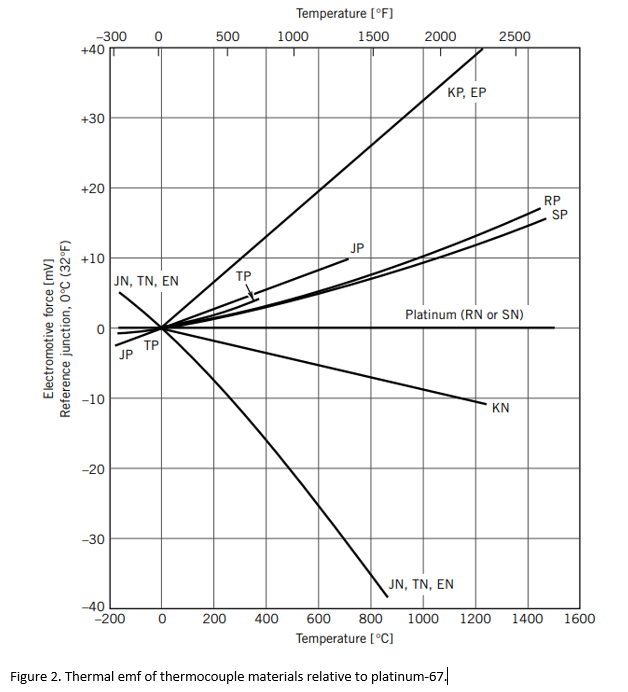 Temperature [°F]
−300 0 500 1000 1500 2000 2500
+40
KP, EP
+30
+20
RP
SP
JP
+10
TP
JN, TN, EN
Platinum (RN or SN)
0
TP
JP
−10
KN
−20
−30
JN, TN, EN
−40
−200 0 200 400 600 800 1000 1200 1400 1600
Temperature [°C]
Electromotive force [mV]
Reference junction, 0°C (32°F)
Figure 2. Thermal emf of thermocouple materials relative to platinum-67.